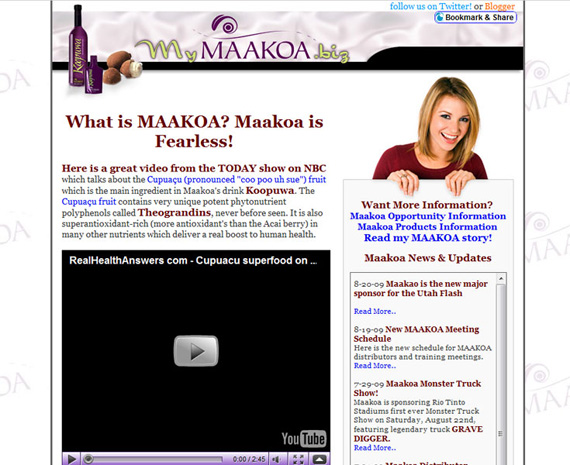 follow us on Twitter! or Blogger
Bookmark & Share
Koopuwa
My MAAKOA.biz
What is MAAKOA? Maakoa is
Fearless!
Here is a great video from the TODAY show on NBC
which talks about the Cupuaçu (pronounced "coo poo uh sue") fruit
which is the main ingredient in Maakoa's drink Koopuwa. The
Cupuaçu fruit contains very unique potent phytonutrient
polyphenols called Theograndins, never before seen. It is also
superantioxidant-rich (more antioxidant's than the Acai berry) in
many other nutrients which deliver a real boost to human health.
RealHealthAnswers com - Cupuacu superfood on ...
YouTube
0:00 / 2:45
Want More Information?
Maakoa Opportunity Information
Maakoa Products Information
Read my MAAKOA story!
Maakoa News & Updates
8-20-09 Maakao is the new major
sponsor for the Utah Flash
Read More..
8-19-09 New MAAKOA Meeting
Schedule
Here is the new schedule for MAAKOA
distributors and training meetings.
Read More..
7-29-09 Maakoa Monster Truck
Show!
Maakoa is sponsoring Rio Tinto
Stadiums first ever Monster Truck
Show on Saturday, August 22nd,
featuring legendary truck GRAVE
DIGGER.
Read More..